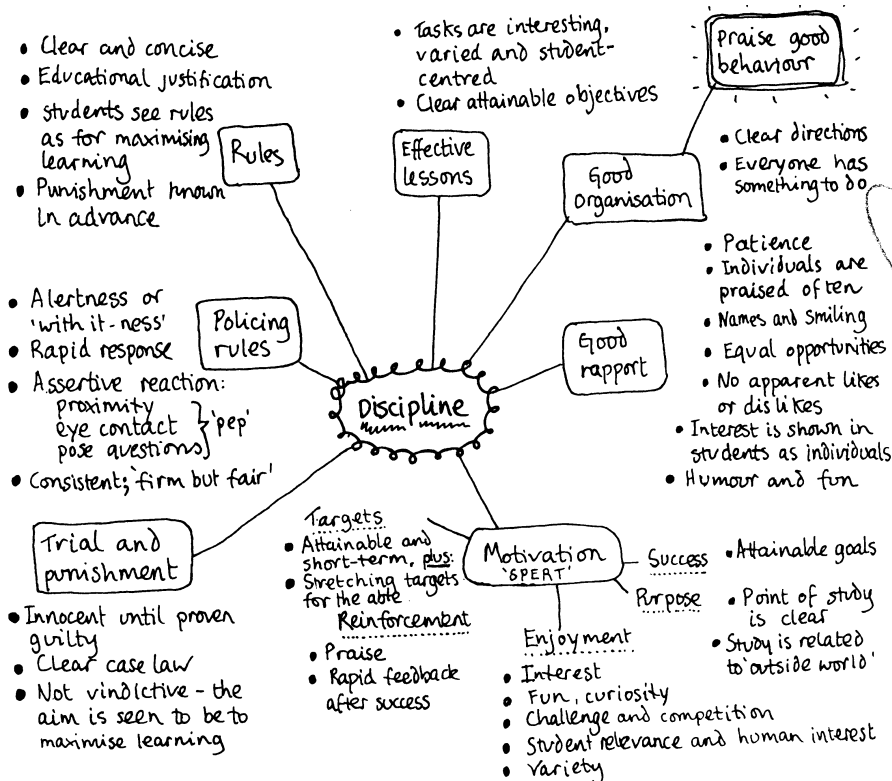 Discipline
Rules
• Clear and concise
• Educational justification
• students see rules
as for maximising
learning
• Punishment known
in advance
Effective
lessons
• Tasks are interesting,
varied and student-
centred
• Clear attainable objectives
Praise good
behaviour
Good
organisation
• Clear directions
• Everyone has
something to do
Good
rapport
• Patience
• Individuals are
praised often
• Names and smiling
• Equal opportunities
• No apparent likes
or dislikes
• Interest is shown in
students as individuals
• Humour and fun
Policing
rules
• Alertness or
'with it-ness'
• Rapid response
• Assertive reaction:
proximity
eye contact } 'pep'
pose questions
• Consistent; 'firm but fair'
Trial and
punishment
• Innocent until proven
guilty
• Clear case law
• Not vindictive – the
aim is seen to be to
maximise learning
Motivation
'SPERT'
Success
• Attainable goals
Purpose
• Point of study
is clear
• Study is related
to 'outside world'
Enjoyment
• Interest
• Fun, curiosity
• Challenge and competition
• Student relevance and human interest
• Variety
Reinforcement
• Praise
• Rapid feedback
after success
Targets
• Attainable and
short-term, plus:
• Stretching targets
for the able